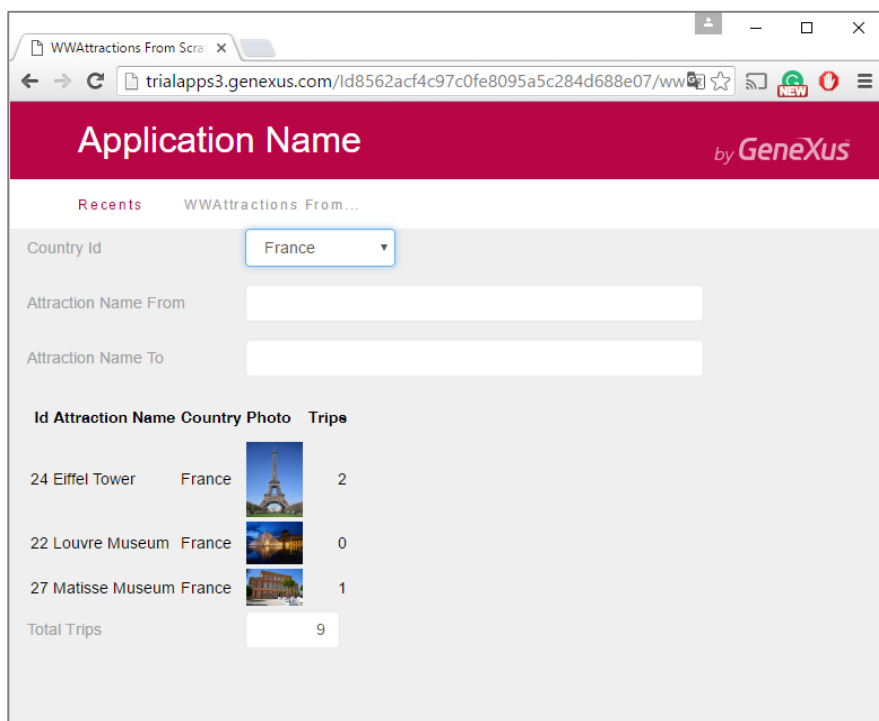 WWAttractions From Scra
trialapps3.genexus.com/Id8562acf4c97c0fe8095a5c284d688e07/ww
NEW
Application Name
by GeneXus
Recents WWAttractions From...
Country Id France
Attraction Name From
Attraction Name To
Id Attraction Name Country Photo Trips
24 Eiffel Tower France 2
22 Louvre Museum France 0
27 Matisse Museum France 1
Total Trips 9